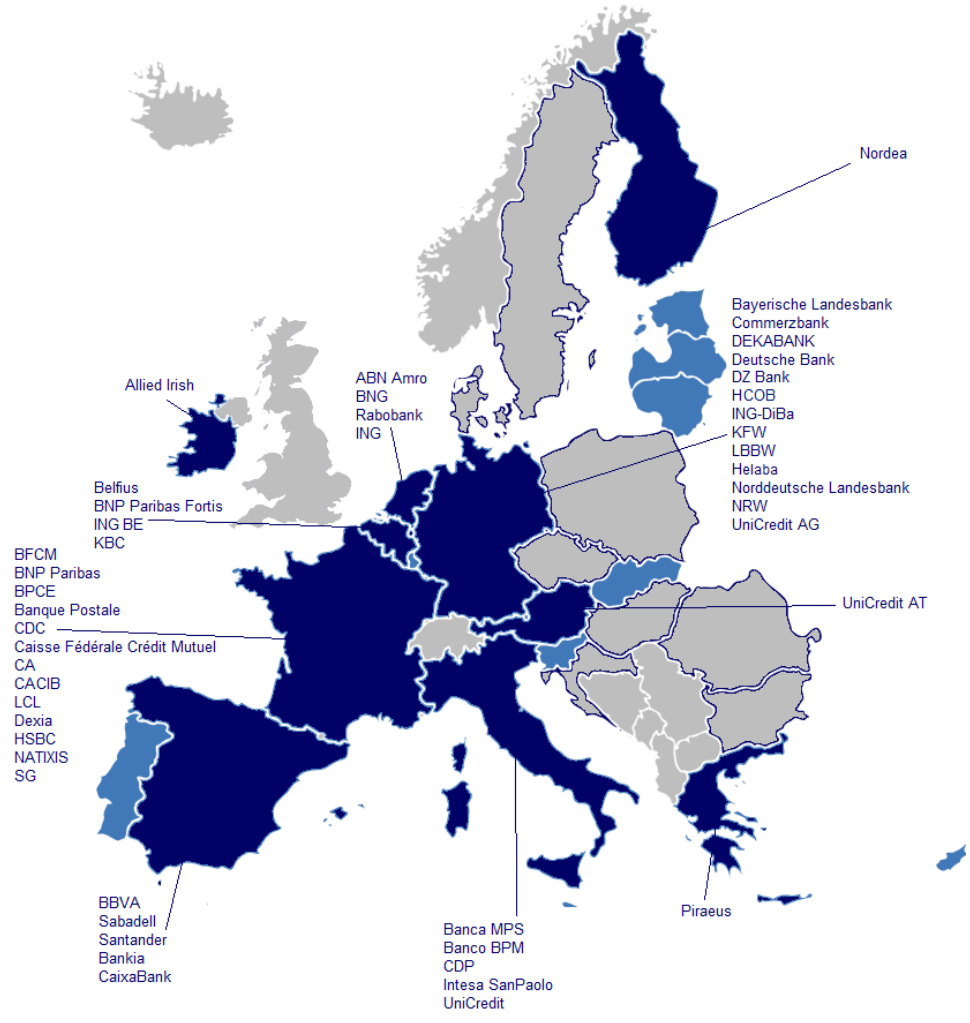 Nordea
Bayerische Landesbank
Commerzbank
DEKABANK
Deutsche Bank
DZ Bank
HCOB
ING-DiBa
KFW
LBBW
Helaba
Norddeutsche Landesbank
NRW
UniCredit AG
Allied Irish
ABN Amro
BNG
Rabobank
ING
Belfius
BNP Paribas Fortis
ING BE
KBC
BFCM
BNP Paribas
BPCE
Banque Postale
CDC
Caisse Fédérale Crédit Mutuel
CA
CACIB
LCL
Dexia
HSBC
NATIXIS
SG
UniCredit AT
BBVA
Sabadell
Santander
Bankia
CaixaBank
Banca MPS
Banco BPM
CDP
Intesa SanPaolo
UniCredit
Piraeus